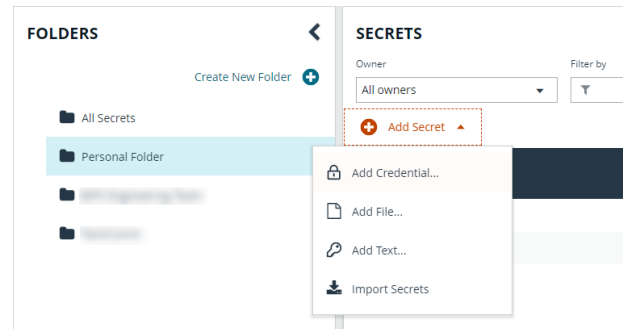 FOLDERS
Create New Folder
All Secrets
Personal Folder
SECRETS
Owner
Filter by
All owners
Add Secret
Add Credential...
Add File...
Add Text...
Import Secrets